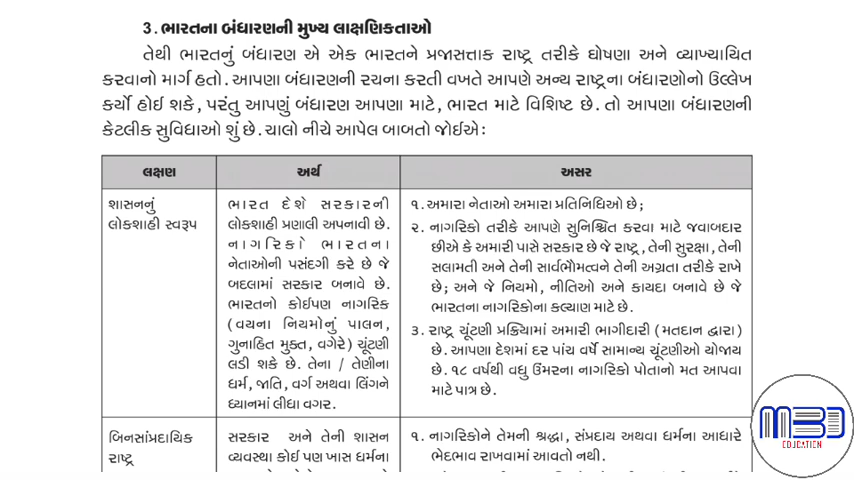 3. ભારતના બંધારણની મુખ્ય લાક્ષણિકતાઓ
તેથી ભારતનું બંધારણ એ એક ભારતને પ્રજાસત્તાક રાષ્ટ્ર તરીકે ઘોષણા અને વ્યાખ્યાયિત
કરવાનો માર્ગ હતો. આપણા બંધારણની રચના કરતી વખતે આપણે અન્ય રાષ્ટ્રના બંધારણોનો ઉલ્લેખ
કર્યો હોઈ શકે, પરંતુ આપણું બંધારણ આપણા માટે, ભારત માટે વિશિષ્ટ છે. તો આપણા બંધારણની
કેટલીક સુવિધાઓ શું છે. ચાલો નીચે આપેલ બાબતો જોઈએ:
લક્ષણ
અર્થ
અસર
શાસનનું
લોકશાહી સ્વરૂપ
ભારત દેશે સરકારની
લોકશાહી પ્રણાલી અપનાવી છે.
નાગરિકો ભારતના
નેતાઓની પસંદગી કરે છે જે
બદલામાં સરકાર બનાવે છે.
ભારતનો કોઈપણ નાગરિક
(વયના નિયમોનું પાલન,
ગુનાહિત મુક્ત, વગેરે) ચૂંટણી
લડી શકે છે. તેના / તેણીના
ધર્મ, જાતિ, વર્ગ અથવા લિંગને
ધ્યાનમાં લીધા વગર.
૧. અમારા નેતાઓ અમારા પ્રતિનિધિઓ છે;
૨. નાગરિકો તરીકે આપણે સુનિશ્ચિત કરવા માટે જવાબદાર
છીએ કે અમારી પાસે સરકાર છે જે રાષ્ટ્ર, તેની સુરક્ષા, તેની
સલામતી અને તેની સાર્વભૌમત્વને તેની અગ્રતા તરીકે રાખે
છે; અને જે નિયમો, નીતિઓ અને કાયદા બનાવે છે જે
ભારતના નાગરિકોના કલ્યાણ માટે છે.
૩. રાષ્ટ્ર ચૂંટણી પ્રક્રિયામાં અમારી ભાગીદારી (મતદાન દ્વારા)
છે. આપણા દેશમાં દર પાંચ વર્ષે સામાન્ય ચૂંટણીઓ યોજાય
છે. ૧૮ વર્ષથી વધુ ઉંમરના નાગરિકો પોતાનો મત આપવા
માટે પાત્ર છે.
બિનસાંપ્રદાયિક
રાષ્ટ્ર
સરકાર અને તેની શાસન
વ્યવસ્થા કોઈ પણ ખાસ ધર્મના
૧. નાગરિકોને તેમની શ્રદ્ધા, સંપ્રદાય અથવા ધર્મના આધારે
ભેદભાવ રાખવામાં આવતો નથી.
MBD
EDUCATION